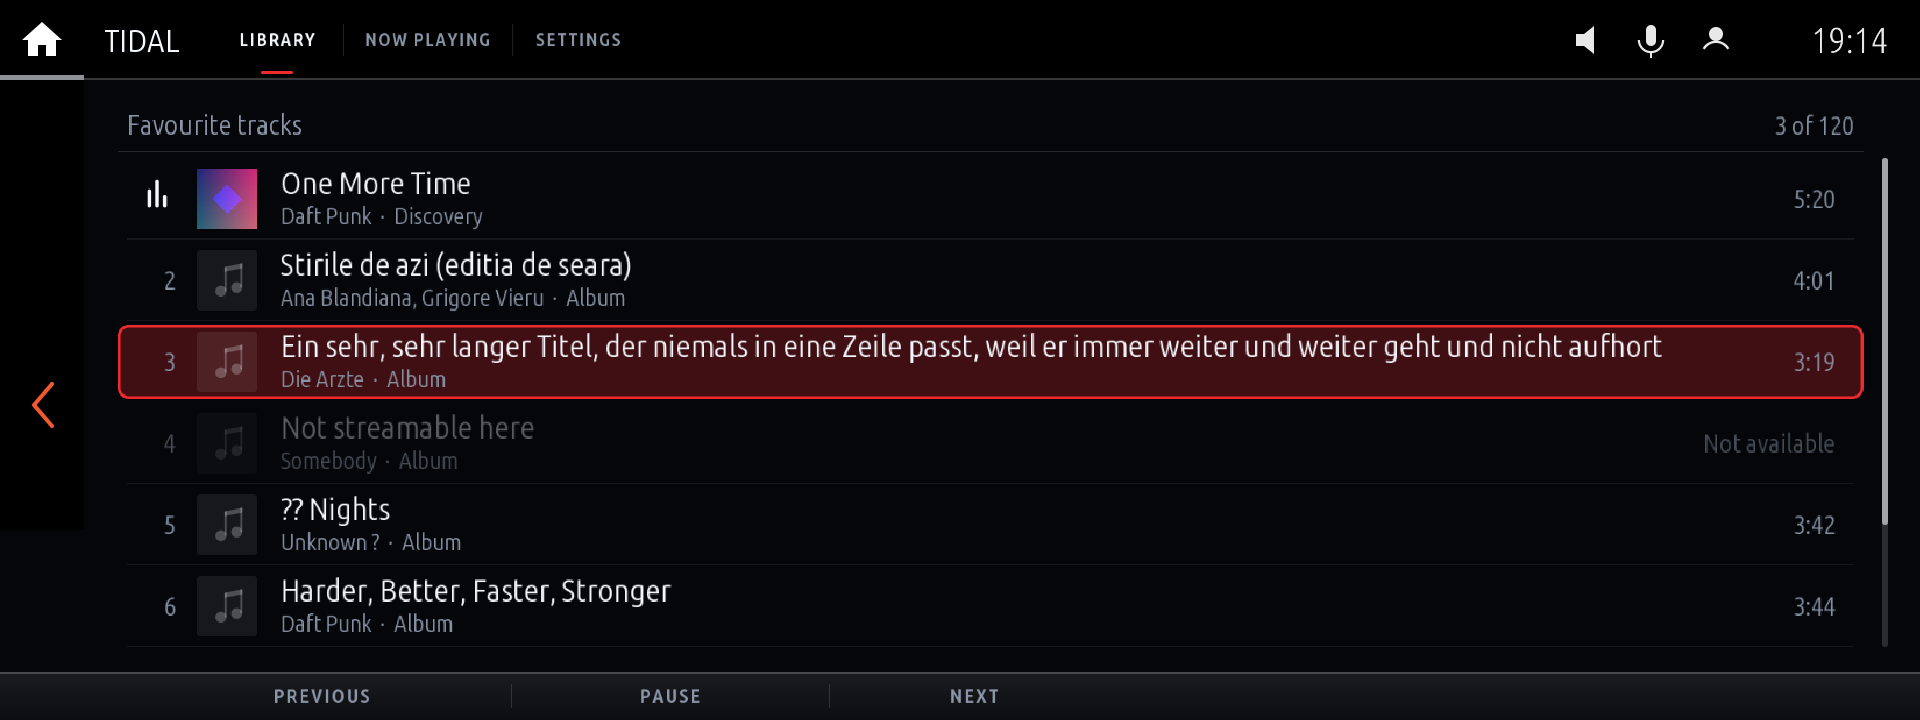 TIDAL LIBRARY NOW PLAYING SETTINGS 19:14
Favourite tracks 3 of 120
One More Time
Daft Punk · Discovery
5:20
2
Stirile de azi (editia de seara)
Ana Blandiana, Grigore Vieru · Album
4:01
3
Ein sehr, sehr langer Titel, der niemals in eine Zeile passt, weil er immer weiter und weiter geht und nicht aufhort
Die Arzte · Album
3:19
4
Not streamable here
Somebody · Album
Not available
5
?? Nights
Unknown ? · Album
3:42
6
Harder, Better, Faster, Stronger
Daft Punk · Album
3:44
PREVIOUS PAUSE NEXT